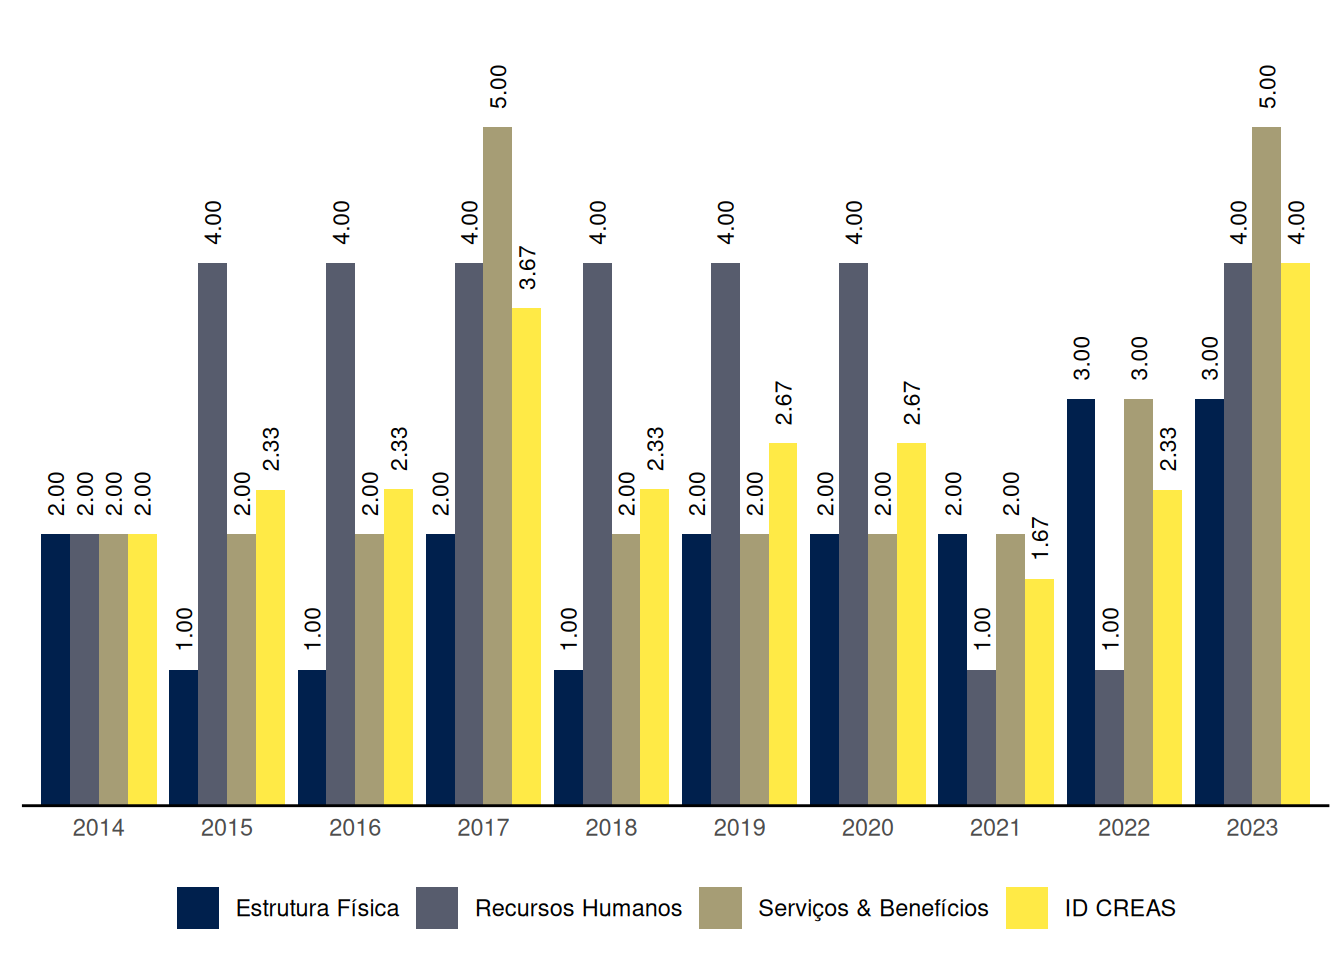 2.00 2.00 2.00 2.00
1.00 4.00 2.00 2.33
1.00 4.00 2.00 2.33
2.00 4.00 5.00 3.67
1.00 4.00 2.00 2.33
2.00 4.00 2.00 2.67
2.00 4.00 2.00 2.67
2.00 1.00 2.00 1.67
3.00 1.00 3.00 2.33
3.00 4.00 5.00 4.00
2014 2015 2016 2017 2018 2019 2020 2021 2022 2023
Estrutura Física Recursos Humanos Serviços & Benefícios ID CREAS